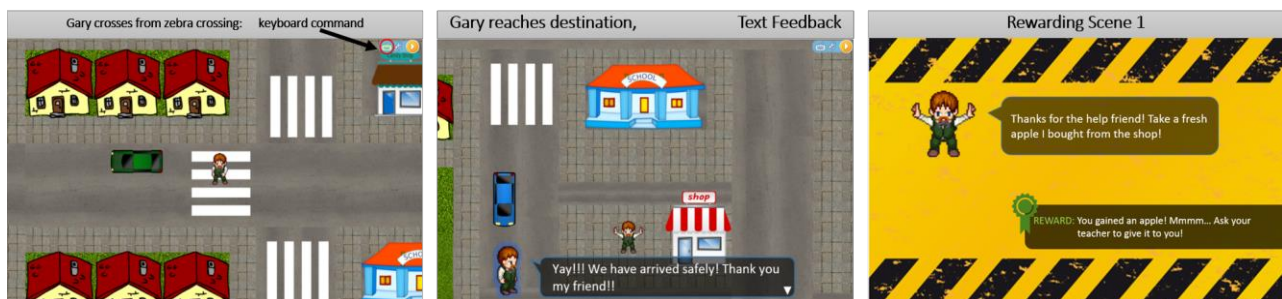 Gary crosses from zebra crossing: keyboard command
SCHO
Gary reaches destination, Text Feedback
SCHOOL
shop
Yay!!! We have arrived safely! Thank you
my friend!!
Rewarding Scene 1
Thanks for the help friend! Take a fresh
apple I bought from the shop!
REWARD: You gained an apple! Mmmm... Ask your
teacher to give it to you!